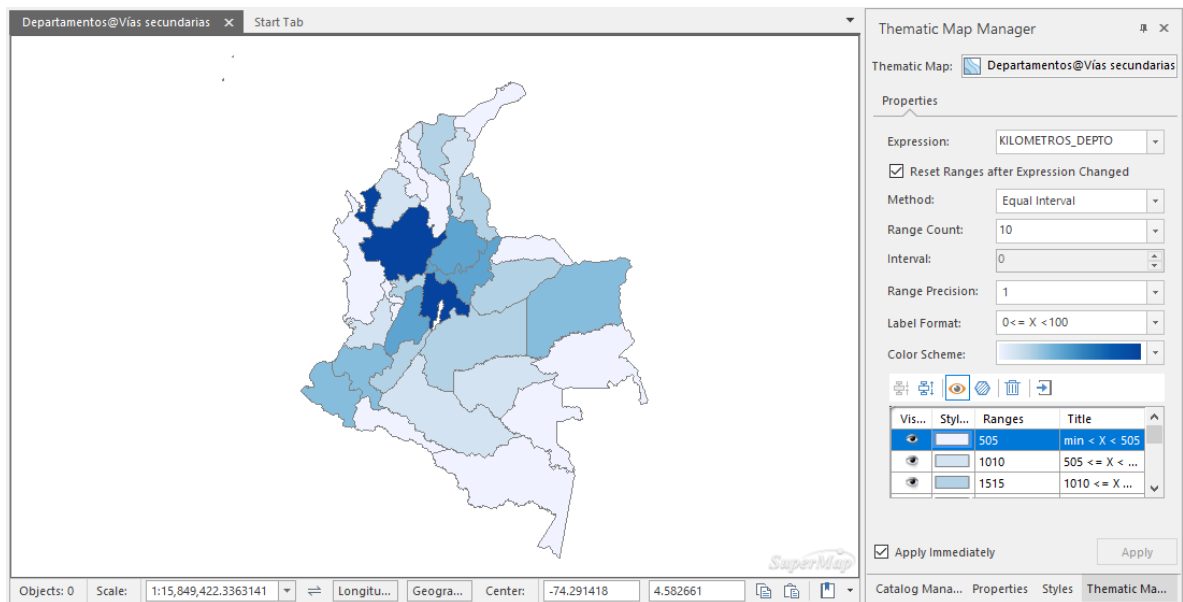 Departamentos@Vías secundarias X Start Tab
SuperMap
Objects: 0 Scale: 1:15,849,422.3363141 Longitu... Geogra... Center: -74.291418 4.582661
Thematic Map Manager
Thematic Map: Departamentos@Vías secundarias
Properties
Expression: KILOMETROS_DEPTO
Reset Ranges after Expression Changed
Method: Equal Interval
Range Count: 10
Interval: 0
Range Precision: 1
Label Format: 0<= X <100
Color Scheme:
Vis... Styl... Ranges Title
505 min < X < 505
1010 505 <= X < ...
1515 1010 <= X ...
Apply Immediately Apply
Catalog Mana... Properties Styles Thematic Ma...